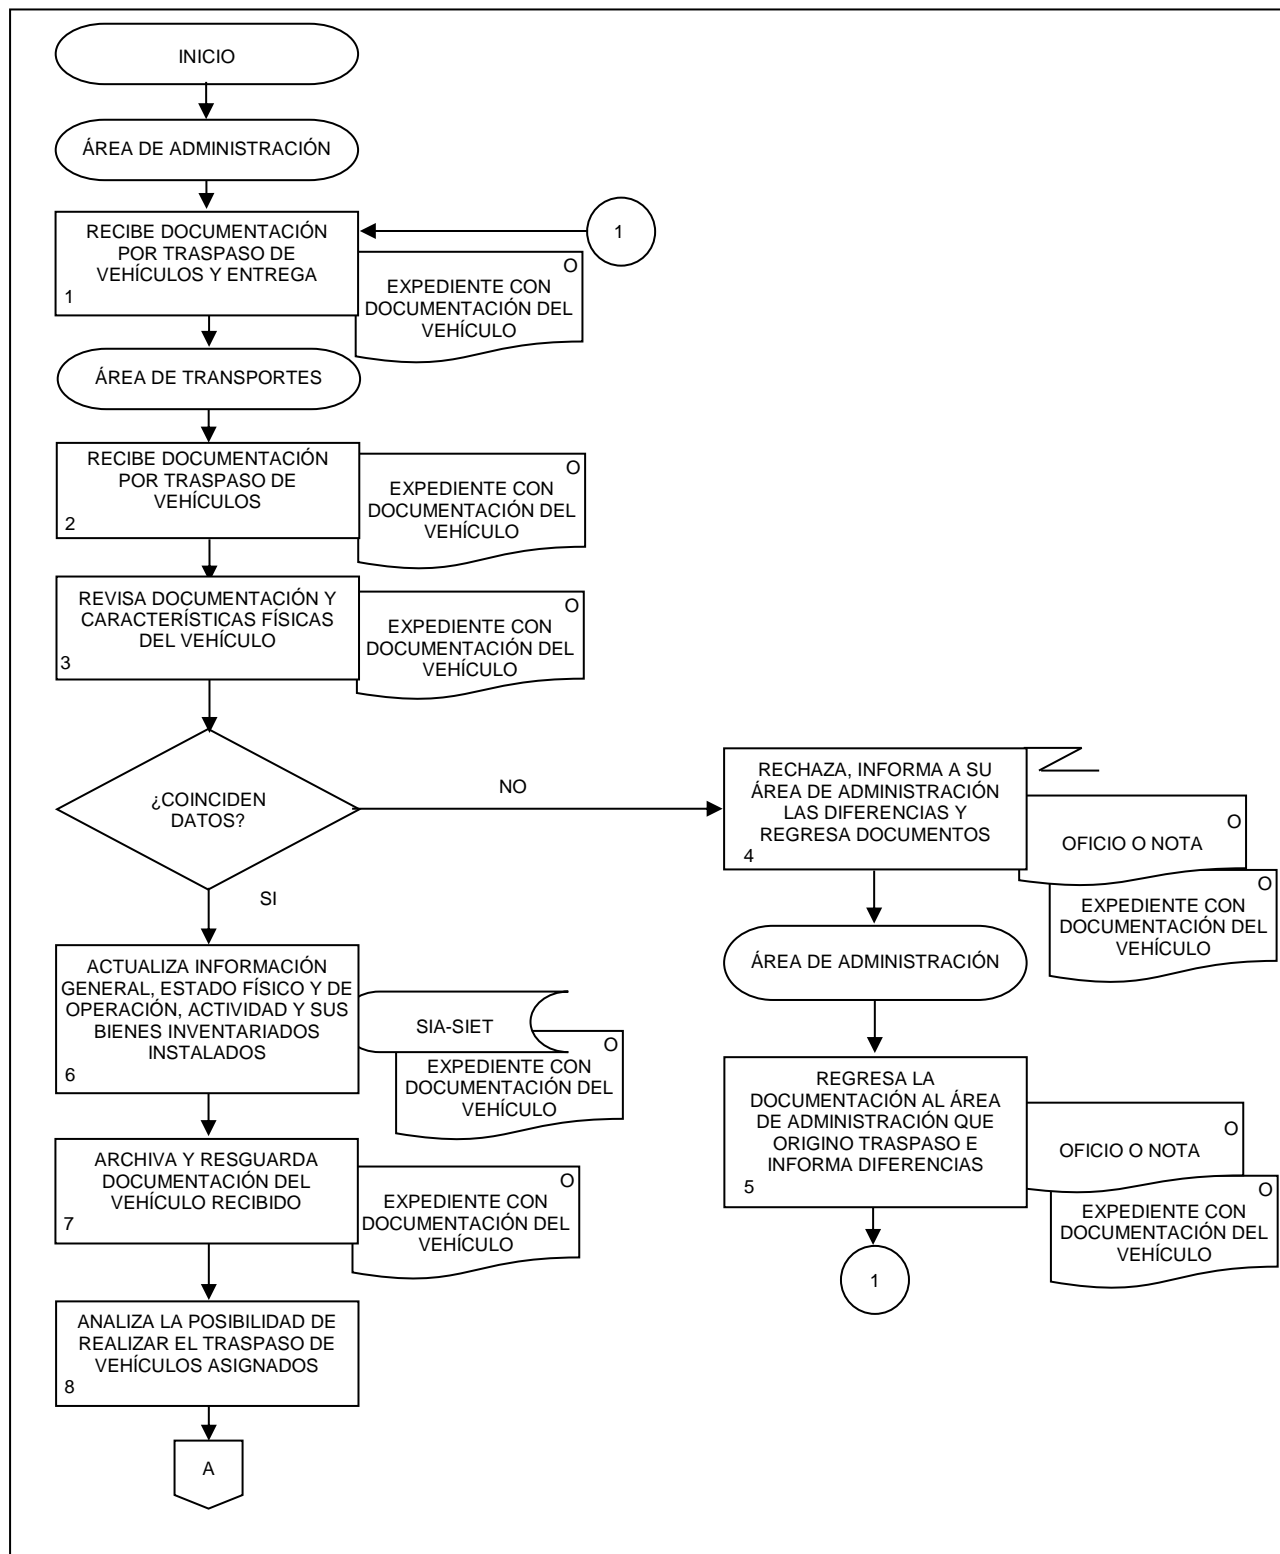 INICIO
ÁREA DE ADMINISTRACIÓN
RECIBE DOCUMENTACIÓN
POR TRASPASO DE
VEHÍCULOS Y ENTREGA
1
1
O
EXPEDIENTE CON
DOCUMENTACIÓN DEL
VEHÍCULO
ÁREA DE TRANSPORTES
RECIBE DOCUMENTACIÓN
POR TRASPASO DE
VEHÍCULOS
2
O
EXPEDIENTE CON
DOCUMENTACIÓN DEL
VEHÍCULO
REVISA DOCUMENTACIÓN Y
CARACTERÍSTICAS FÍSICAS
DEL VEHÍCULO
3
O
EXPEDIENTE CON
DOCUMENTACIÓN DEL
VEHÍCULO
¿COINCIDEN
DATOS?
NO
SI
RECHAZA, INFORMA A SU
ÁREA DE ADMINISTRACIÓN
LAS DIFERENCIAS Y
REGRESA DOCUMENTOS
4
O
OFICIO O NOTA
O
EXPEDIENTE CON
DOCUMENTACIÓN DEL
VEHÍCULO
ÁREA DE ADMINISTRACIÓN
REGRESA LA
DOCUMENTACIÓN AL ÁREA
DE ADMINISTRACIÓN QUE
ORIGINO TRASPASO E
INFORMA DIFERENCIAS
5
O
OFICIO O NOTA
O
EXPEDIENTE CON
DOCUMENTACIÓN DEL
VEHÍCULO
1
ACTUALIZA INFORMACIÓN
GENERAL, ESTADO FÍSICO Y DE
OPERACIÓN, ACTIVIDAD Y SUS
BIENES INVENTARIADOS
INSTALADOS
6
SIA-SIET
O
EXPEDIENTE CON
DOCUMENTACIÓN DEL
VEHÍCULO
ARCHIVA Y RESGUARDA
DOCUMENTACIÓN DEL
VEHÍCULO RECIBIDO
7
O
EXPEDIENTE CON
DOCUMENTACIÓN DEL
VEHÍCULO
ANALIZA LA POSIBILIDAD DE
REALIZAR EL TRASPASO DE
VEHÍCULOS ASIGNADOS
8
A